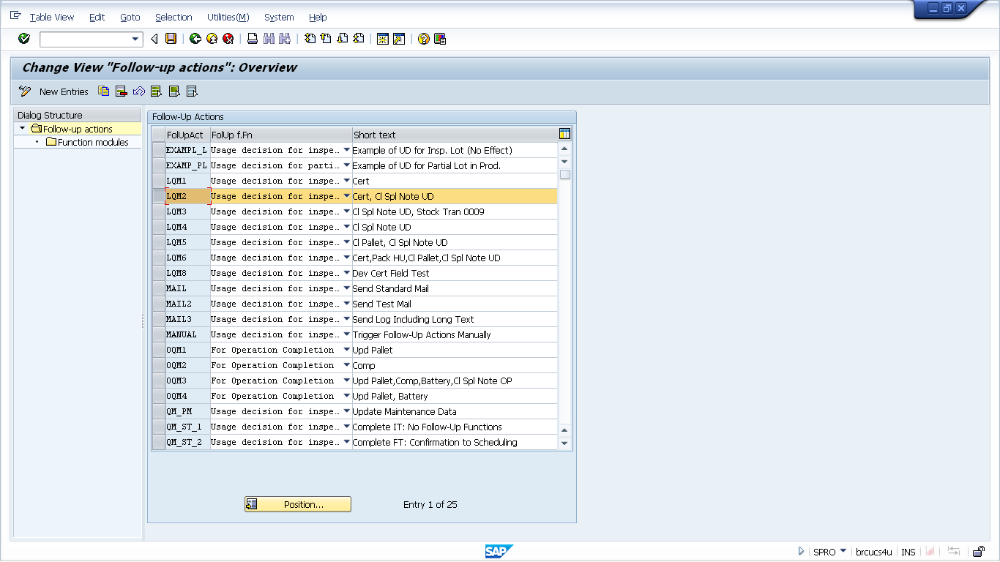 Table View Edit Goto Selection Utilities(M) System Help
Change View "Follow-up actions": Overview
New Entries
Dialog Structure
Follow-up actions
Function modules
Follow-Up Actions
FolUpAct FolUp f.Fn Short text
EXAMPL_L Usage decision for inspe… Example of UD for Insp. Lot (No Effect)
EXAMP_PL Usage decision for parti… Example of UD for Partial Lot in Prod.
LQM1 Usage decision for inspe… Cert
LQM2 Usage decision for inspe… Cert, Cl Spl Note UD
LQM3 Usage decision for inspe… Cl Spl Note UD, Stock Tran 0009
LQM4 Usage decision for inspe… Cl Spl Note UD
LQM5 Usage decision for inspe… Cl Pallet, Cl Spl Note UD
LQM6 Usage decision for inspe… Cert,Pack HU,Cl Pallet,Cl Spl Note UD
LQM8 Usage decision for inspe… Dev Cert Field Test
MAIL Usage decision for inspe… Send Standard Mail
MAIL2 Usage decision for inspe… Send Test Mail
MAIL3 Usage decision for inspe… Send Log Including Long Text
MANUAL Usage decision for inspe… Trigger Follow-Up Actions Manually
OQM1 For Operation Completion Upd Pallet
OQM2 For Operation Completion Comp
OQM3 For Operation Completion Upd Pallet,Comp,Battery,Cl Spl Note OP
OQM4 For Operation Completion Upd Pallet, Battery
QM_PM Usage decision for inspe… Update Maintenance Data
QM_ST_1 Usage decision for inspe… Complete IT: No Follow-Up Functions
QM_ST_2 Usage decision for inspe… Complete FT: Confirmation to Scheduling
Position... Entry 1 of 25
SAP SPRO brcucs4u INS